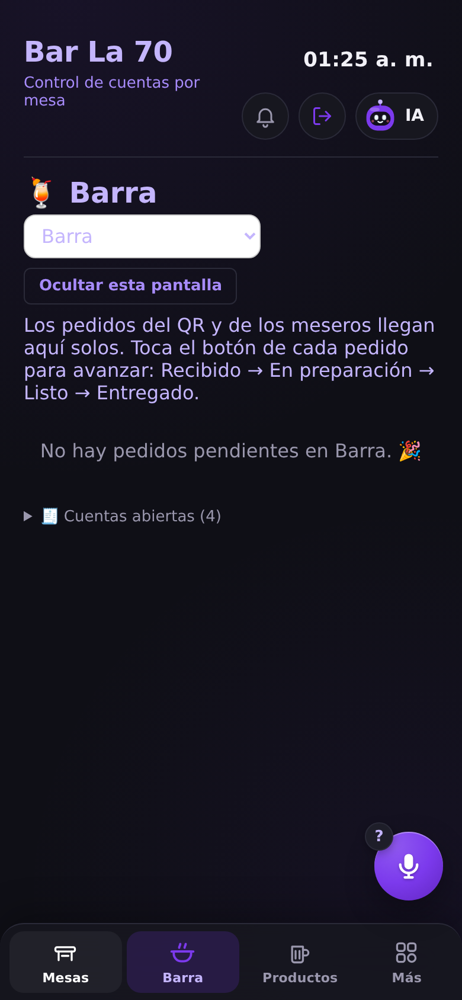 Bar La 70
Control de cuentas por
mesa
01:25 a. m.
IA
Barra
Barra
Ocultar esta pantalla
Los pedidos del QR y de los meseros llegan
aquí solos. Toca el botón de cada pedido
para avanzar: Recibido → En preparación →
Listo → Entregado.
No hay pedidos pendientes en Barra. 🎉
▶ 🧾 Cuentas abiertas (4)
?
Mesas
Barra
Productos
Más